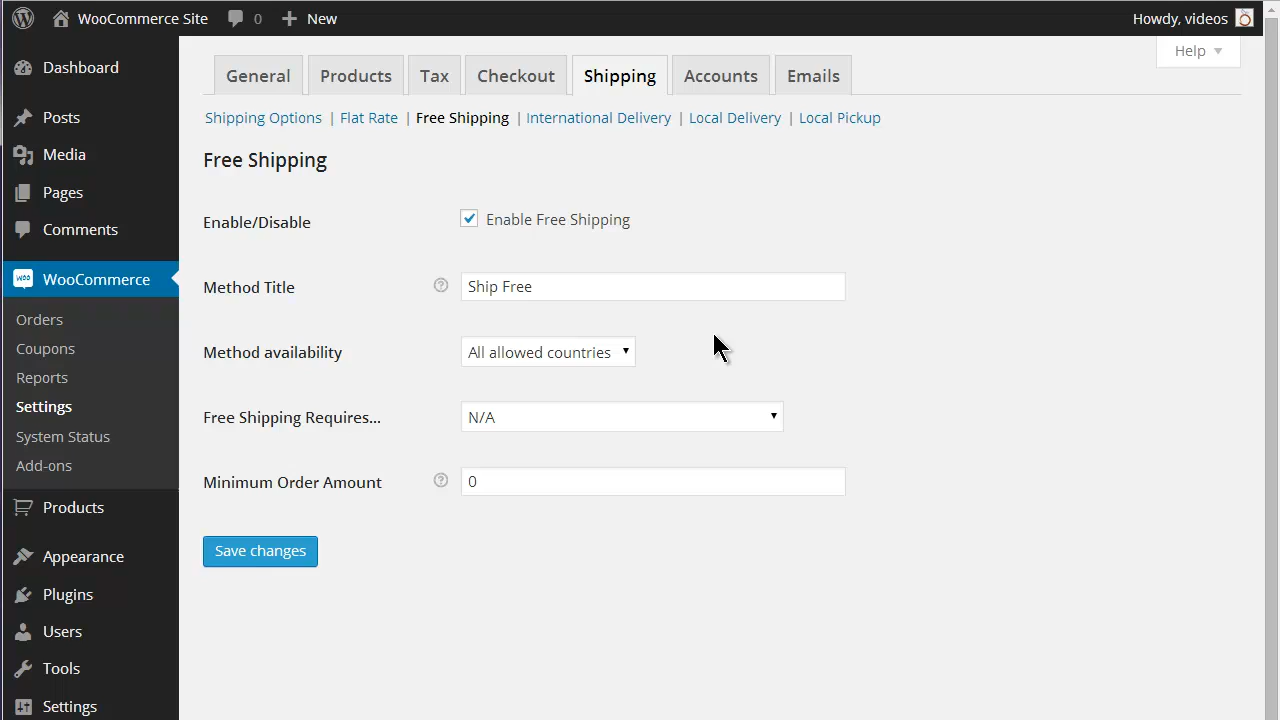 WooCommerce Site 0 New Howdy, videos
Help
Dashboard
Posts
Media
Pages
Comments
WooCommerce
Orders
Coupons
Reports
Settings
System Status
Add-ons
Products
Appearance
Plugins
Users
Tools
Settings
General Products Tax Checkout Shipping Accounts Emails
Shipping Options | Flat Rate | Free Shipping | International Delivery | Local Delivery | Local Pickup
Free Shipping
Enable/Disable Enable Free Shipping
Method Title ? Ship Free
Method availability All allowed countries
Free Shipping Requires... N/A
Minimum Order Amount ? 0
Save changes